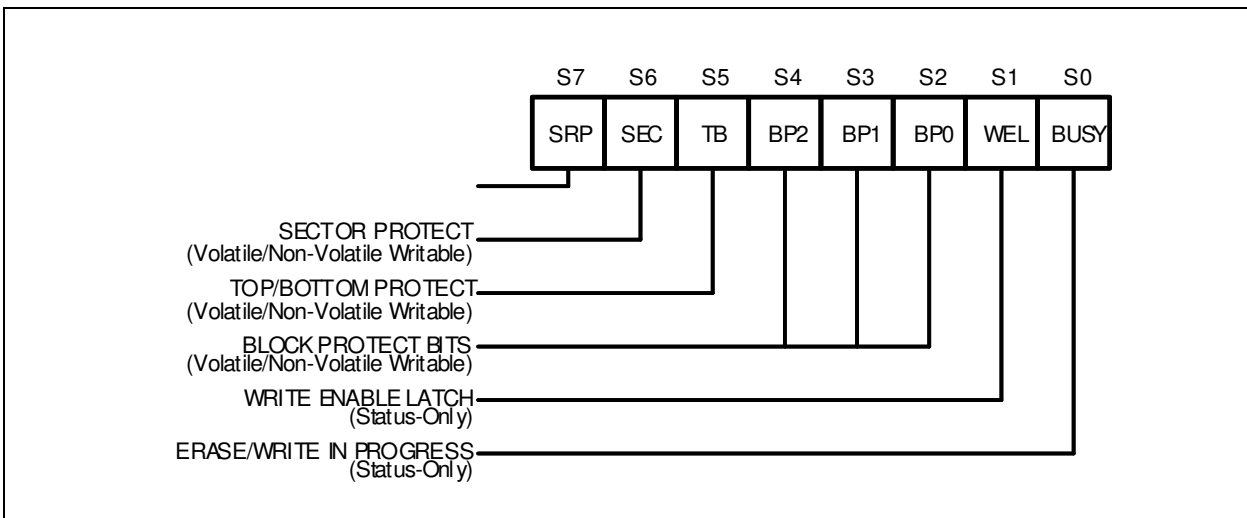 S7 S6 S5 S4 S3 S2 S1 S0
SRP SEC TB BP2 BP1 BP0 WEL BUSY
SECTOR PROTECT
(Volatile/Non-Volatile Writable)
TOP/BOTTOM PROTECT
(Volatile/Non-Volatile Writable)
BLOCK PROTECT BITS
(Volatile/Non-Volatile Writable)
WRITE ENABLE LATCH
(Status-Only)
ERASE/WRITE IN PROGRESS
(Status-Only)